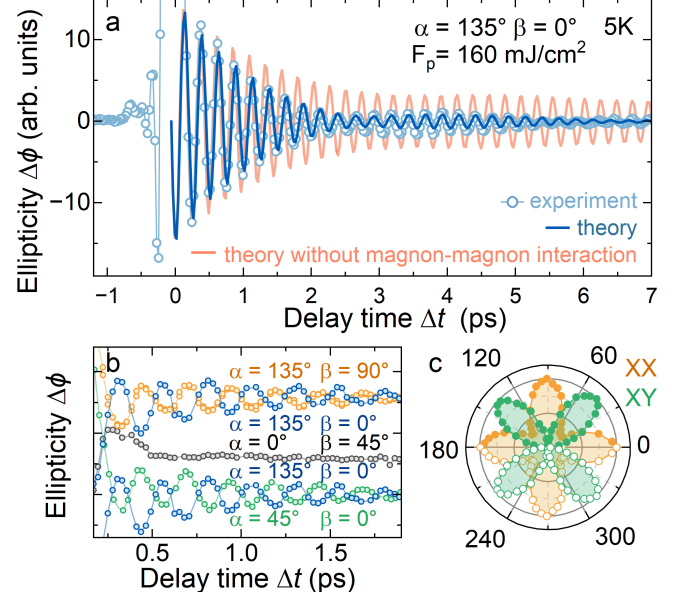 a
α = 135° β = 0° 5K
Fp= 160 mJ/cm²
10
0
−10
Ellipticity Δϕ (arb. units)
experiment
theory
theory without magnon-magnon interaction
−1 0 1 2 3 4 5 6 7
Delay time Δt (ps)
b
Ellipticity Δϕ
α = 135° β = 90°
α = 135° β = 0°
α = 0° β = 45°
α = 135° β = 0°
α = 45° β = 0°
0.5 1.0 1.5
Delay time Δt (ps)
c
120 60
XX
XY
180 0
240 300